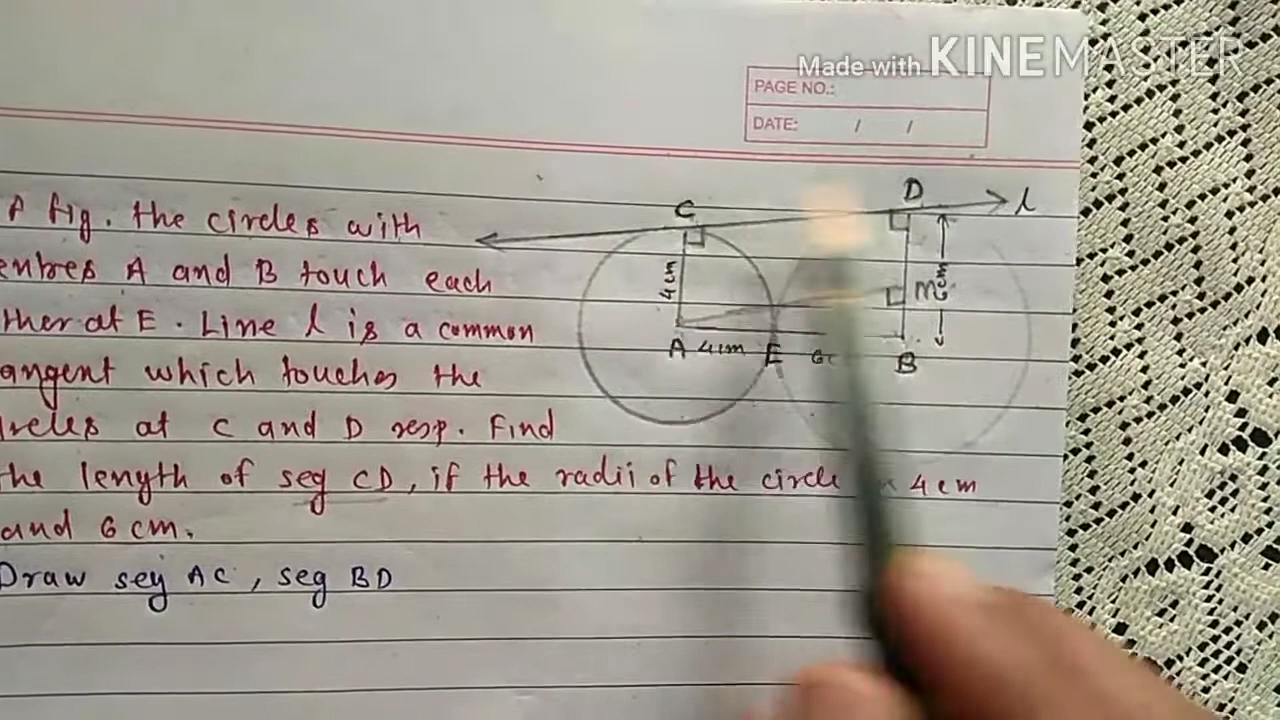 Made with KINEMASTER
PAGE NO.:
DATE: / /
fig. the circles with
entres A and B touch each
ther at E. Line l is a common
angent which touches the
ircles at C and D resp. Find
the length of seg CD, if the radii of the circle 4cm
and 6 cm.
Draw seg AC, seg BD
C
D
l
4cm
M
6cm
A 4cm E
B